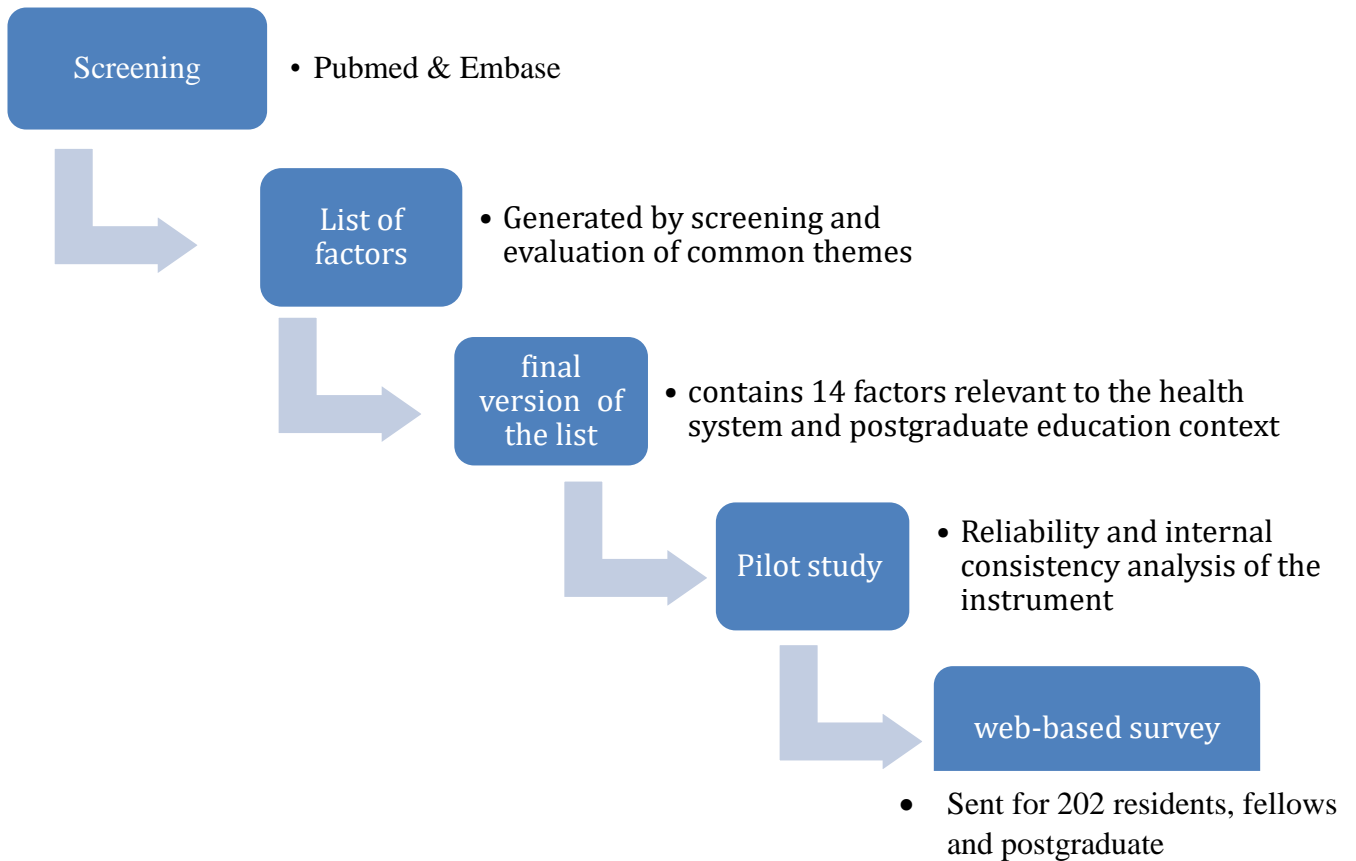 Screening
• Pubmed & Embase
List of
factors
• Generated by screening and
evaluation of common themes
final
version of
the list
• contains 14 factors relevant to the health
system and postgraduate education context
Pilot study
• Reliability and internal
consistency analysis of the
instrument
web-based survey
• Sent for 202 residents, fellows
and postgraduate